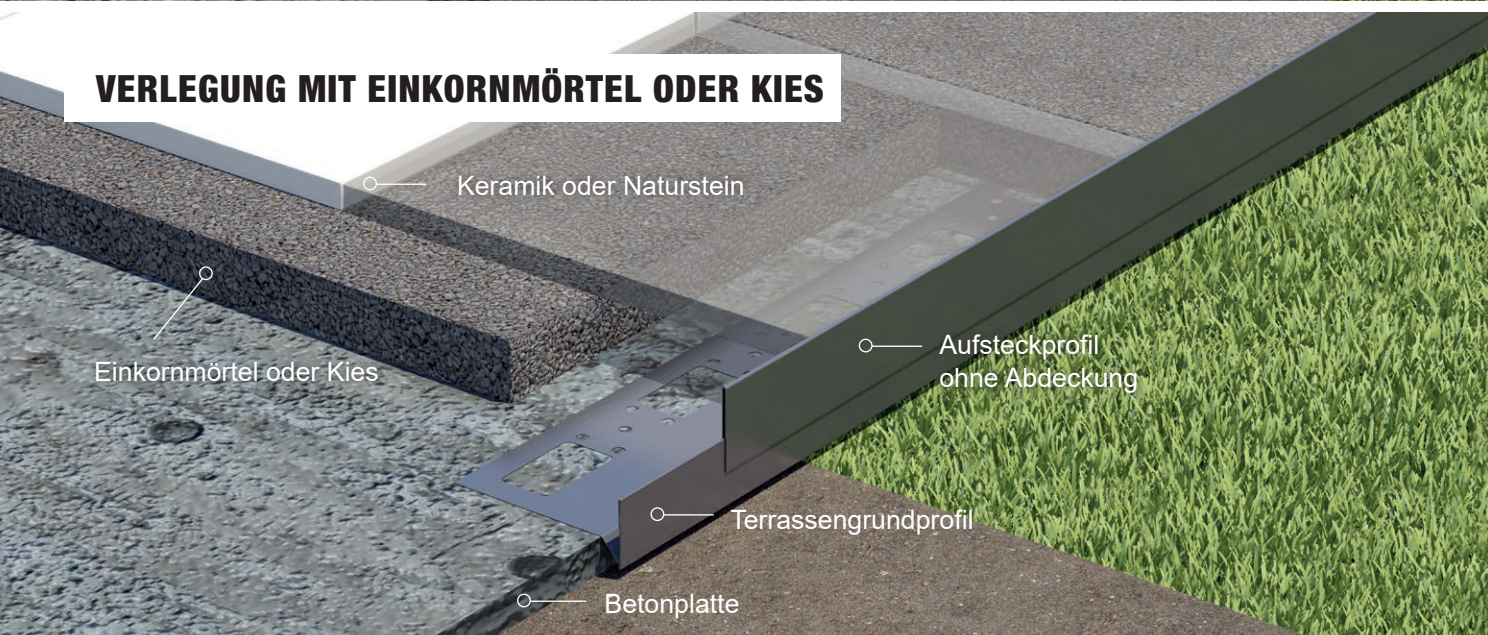 VERLEGUNG MIT EINKORNMÖRTEL ODER KIES
Keramik oder Naturstein
Einkornmörtel oder Kies
Aufsteckprofil
ohne Abdeckung
Terrassengrundprofil
Betonplatte